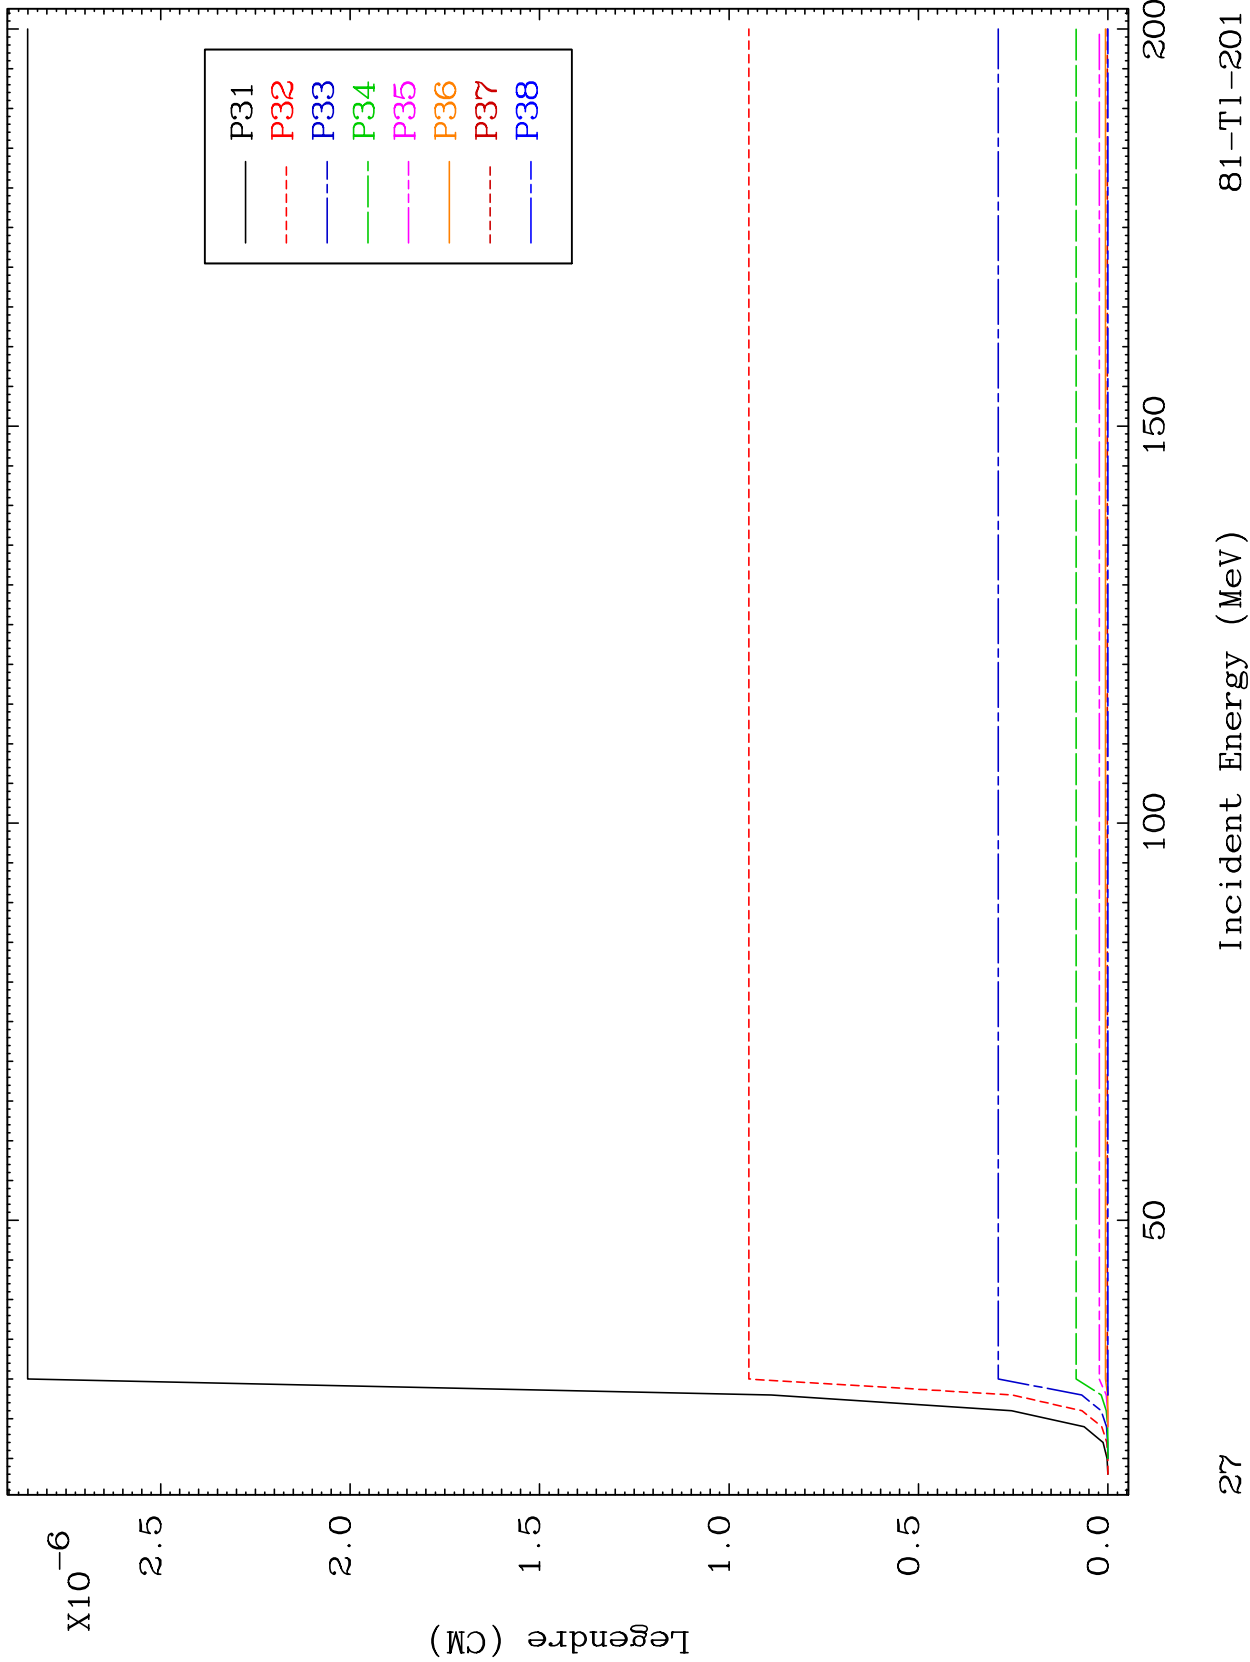 X10-6
2.5
2.0
1.5
1.0
0.5
0.0
Legendre (CM)
P31
P32
P33
P34
P35
P36
P37
P38
50
100
150
200
27
Incident Energy (MeV)
81-Tl-201